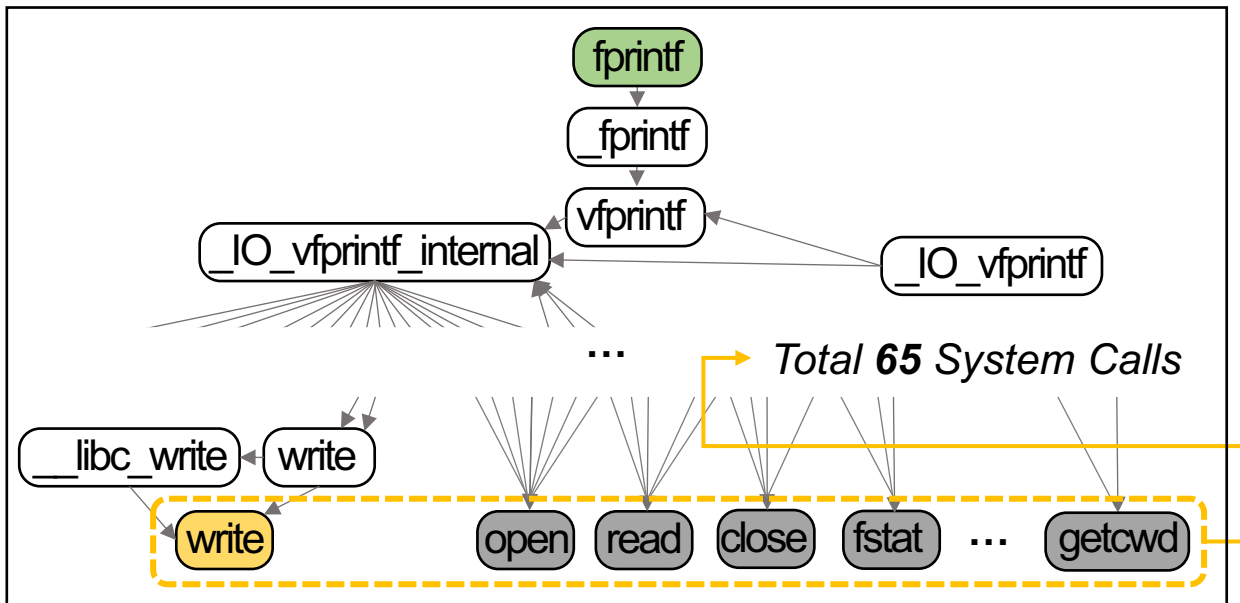 fprintf
_fprintf
vfprintf
_IO_vfprintf_internal
_IO_vfprintf
...
Total 65 System Calls
__libc_write
write
write
open
read
close
fstat
...
getcwd